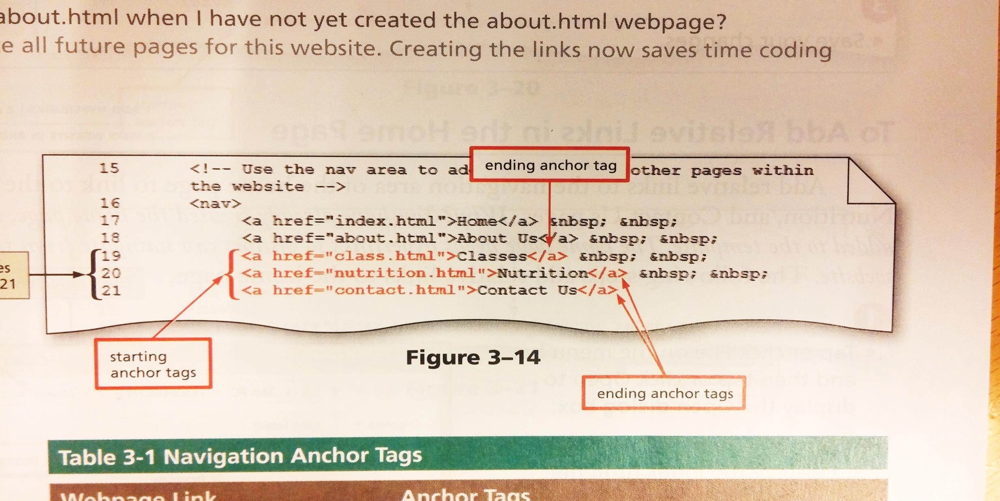 about.html when I have not yet created the about.html webpage?
e all future pages for this website. Creating the links now saves time coding
ending anchor tag
15 <!-- Use the nav area to ad other pages within
the website -->
16 <nav>
17 <a href="index.html">Home</a> &nbsp; &nbsp;
18 <a href="about.html">About Us</a> &nbsp; &nbsp;
19 <a href="class.html">Classes</a> &nbsp; &nbsp;
20 <a href="nutrition.html">Nutrition</a> &nbsp; &nbsp;
21 <a href="contact.html">Contact Us</a>
es
21
starting
anchor tags
Figure 3–14
ending anchor tags
Table 3-1 Navigation Anchor Tags
Webpage Link Anchor Tags